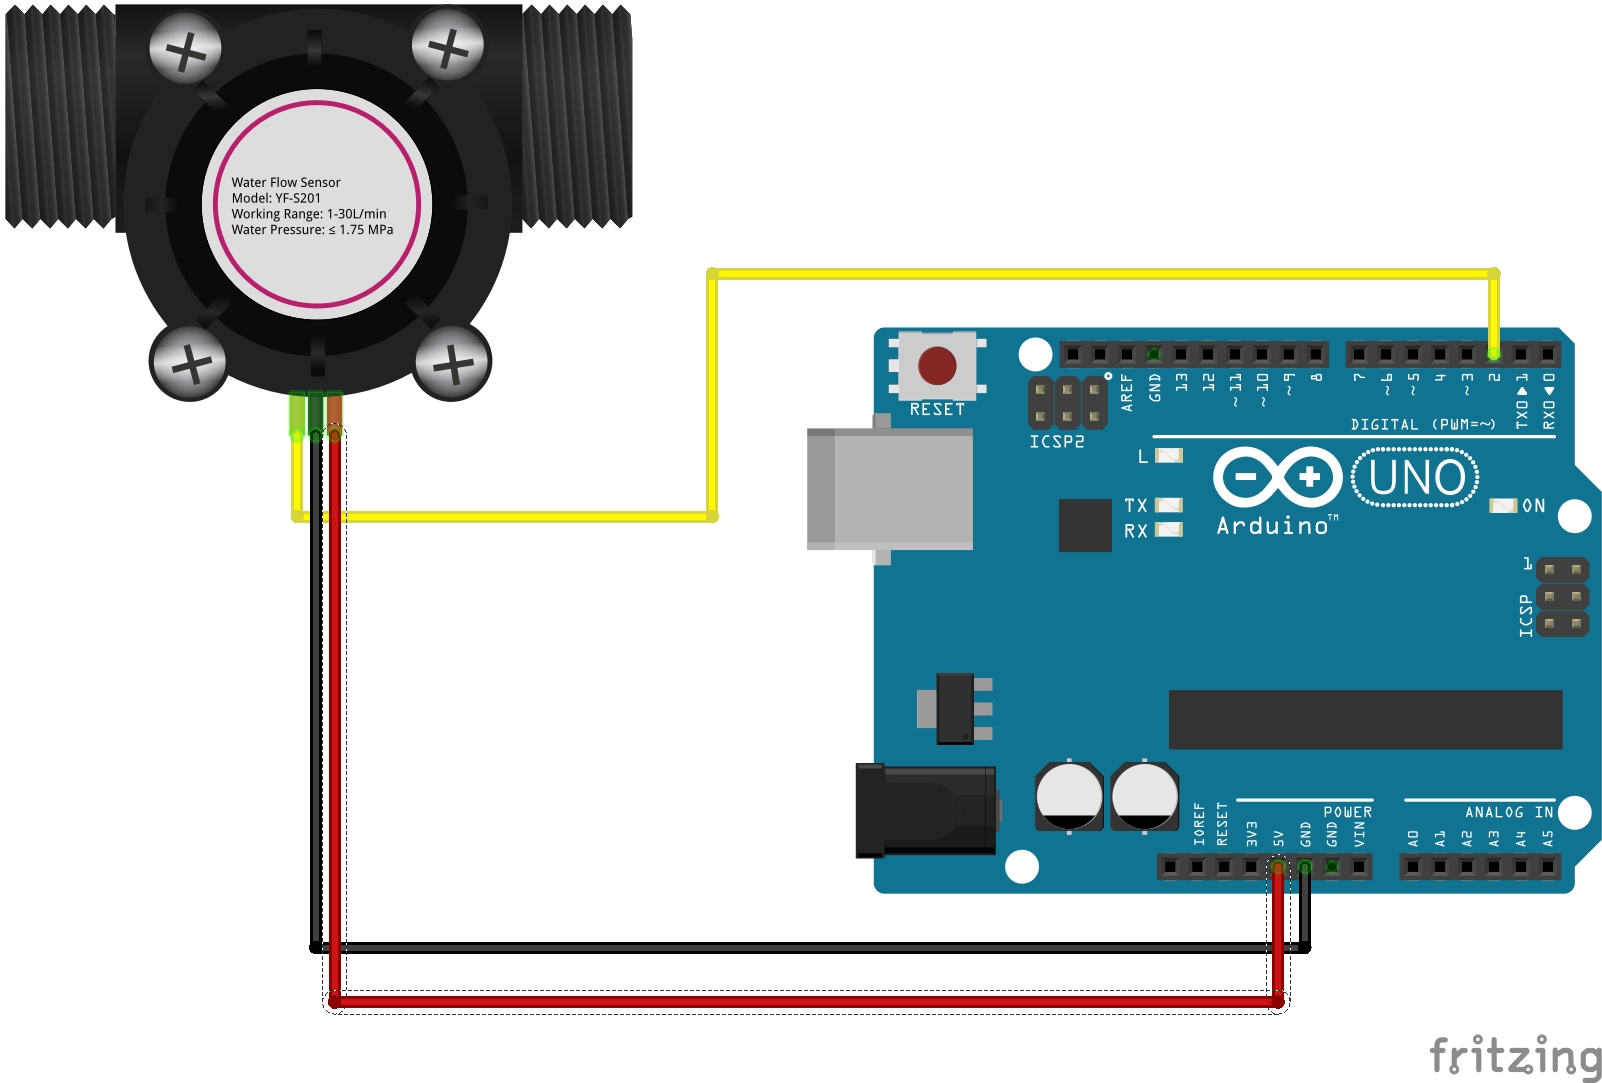 Water Flow Sensor
Model: YF-S201
Working Range: 1-30L/min
Water Pressure: ≤ 1.75 MPa
RESET
ICSP2
AREF
GND
13
12
~11
~10
~9
8
7
~6
~5
4
~3
2
TX0▶1
RX0◀0
DIGITAL (PWM=~)
L
TX
RX
UNO
Arduino™
ON
1
ICSP
IOREF
RESET
3V3
5V
GND
GND
VIN
POWER
ANALOG IN
A0
A1
A2
A3
A4
A5
fritzing